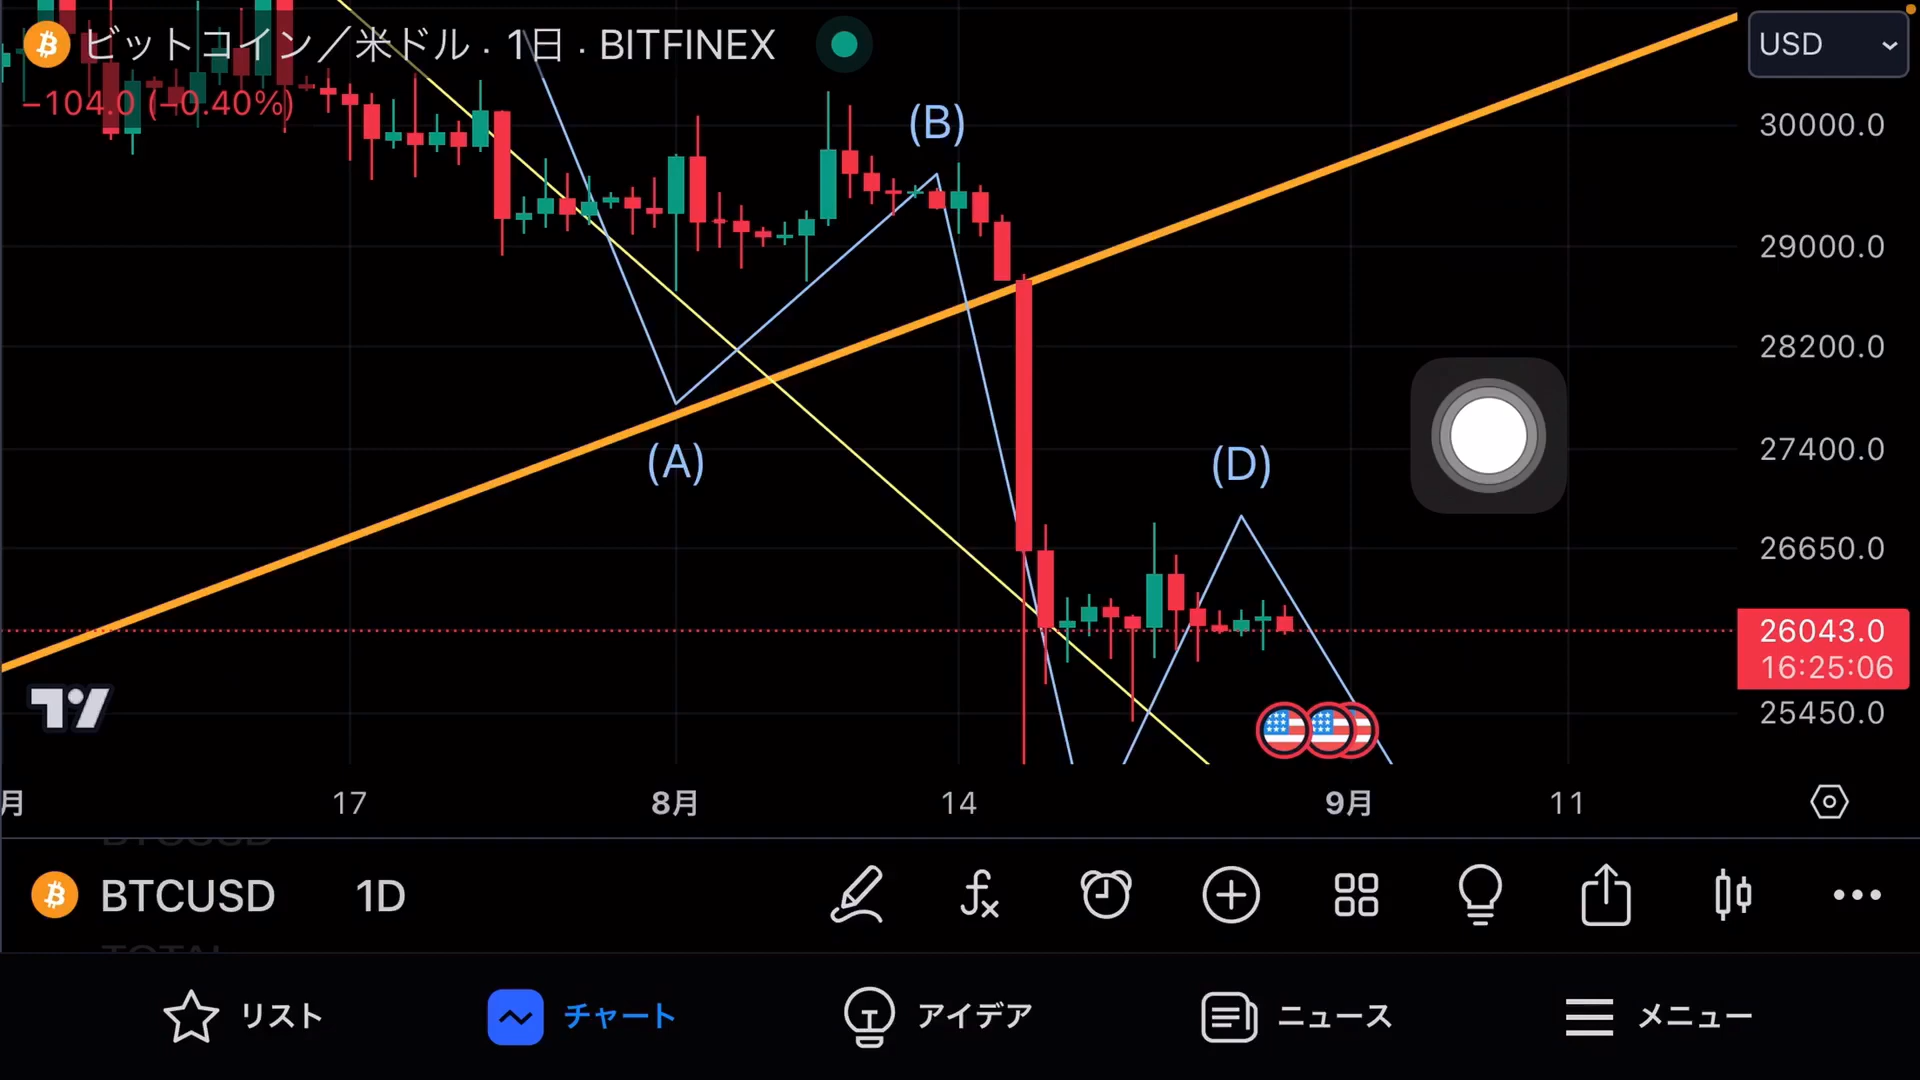 ビットコイン／米ドル · 1日 · BITFINEX
USD
−104.0 (−0.40%)
30000.0
(B)
29000.0
28200.0
27400.0
(A)
(D)
26650.0
26043.0
16:25:06
25450.0
月
17
8月
14
9月
11
BTCUSD
BTCUSD 1D
TOTAL
リスト
チャート
アイデア
ニュース
メニュー